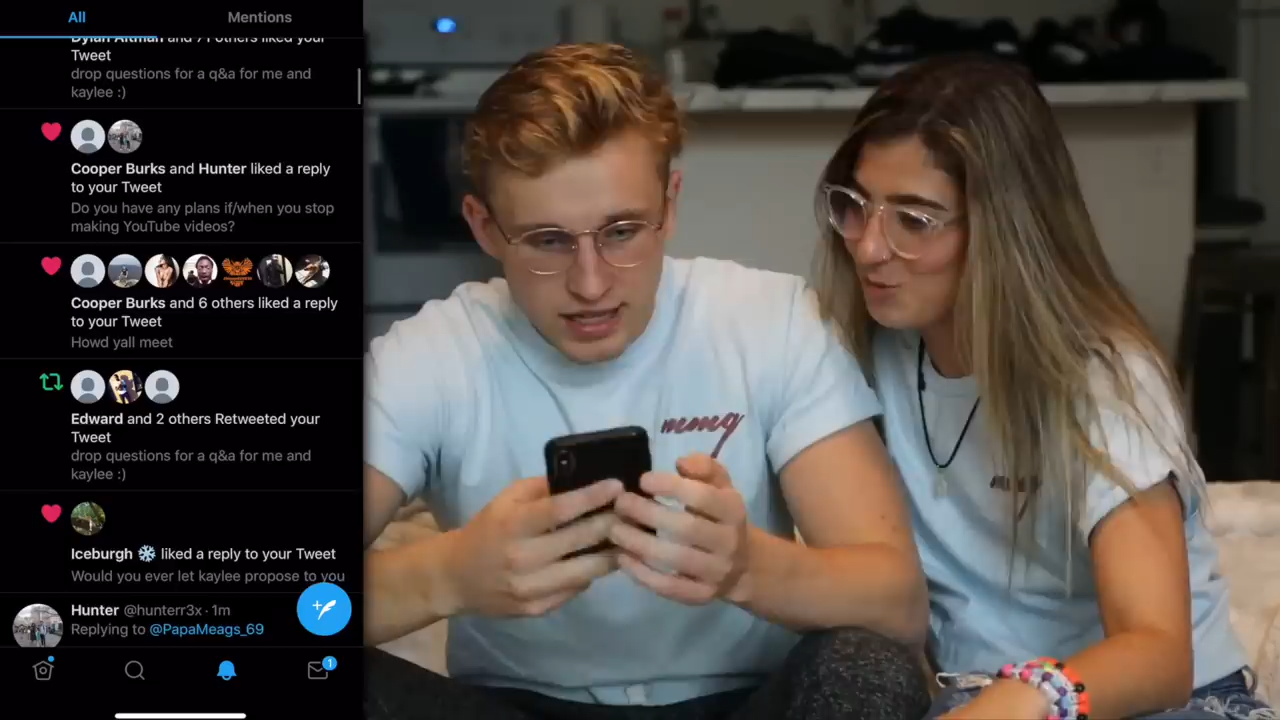 All
Mentions
Dylan Altman and 71 others liked your
Tweet
drop questions for a q&a for me and
kaylee :)
Cooper Burks and Hunter liked a reply
to your Tweet
Do you have any plans if/when you stop
making YouTube videos?
Cooper Burks and 6 others liked a reply
to your Tweet
Howd yall meet
Edward and 2 others Retweeted your
Tweet
drop questions for a q&a for me and
kaylee :)
Iceburgh ❄️ liked a reply to your Tweet
Would you ever let kaylee propose to you
Hunter @hunterr3x · 1m
Replying to @PapaMeags_69
1
mmg